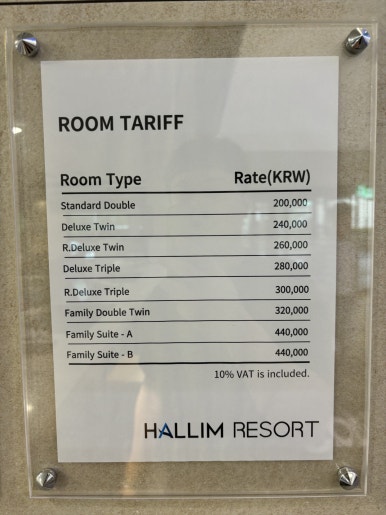 ROOM TARIFF
Room Type Rate(KRW)
Standard Double 200,000
Deluxe Twin 240,000
R.Deluxe Twin 260,000
Deluxe Triple 280,000
R.Deluxe Triple 300,000
Family Double Twin 320,000
Family Suite - A 440,000
Family Suite - B 440,000
10% VAT is included.
HALLIM RESORT